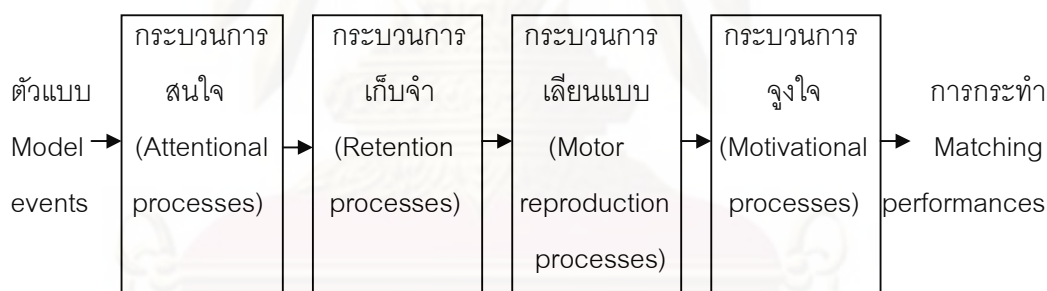 ตัวแบบ
Model
events
กระบวนการ
สนใจ
(Attentional
processes)
กระบวนการ
เก็บจำ
(Retention
processes)
กระบวนการ
เลียนแบบ
(Motor
reproduction
processes)
กระบวนการ
จูงใจ
(Motivational
processes)
การกระทำ
Matching
performances